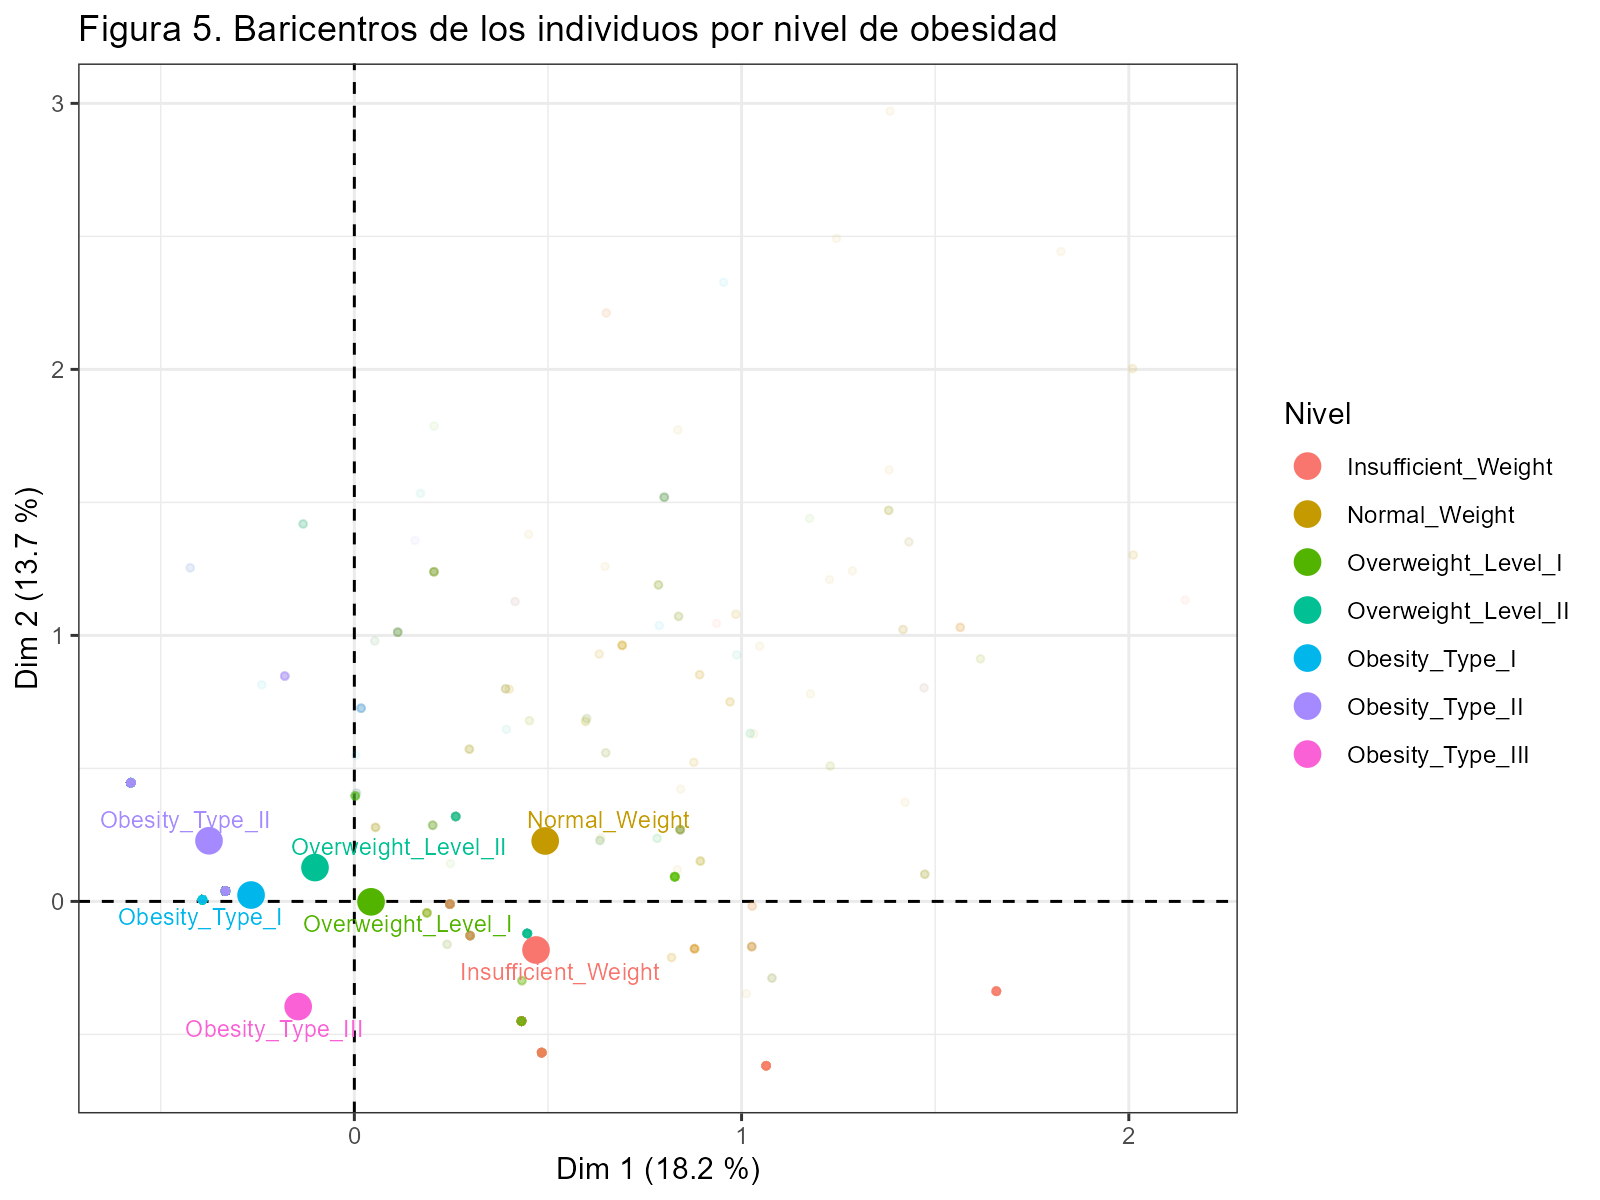 Figura 5. Baricentros de los individuos por nivel de obesidad
3
2
1
0
Dim 2 (13.7 %)
Obesity_Type_II
Normal_Weight
Overweight_Level_II
Obesity_Type_I
Overweight_Level_I
Insufficient_Weight
Obesity_Type_III
0
1
2
Dim 1 (18.2 %)
Nivel
Insufficient_Weight
Normal_Weight
Overweight_Level_I
Overweight_Level_II
Obesity_Type_I
Obesity_Type_II
Obesity_Type_III